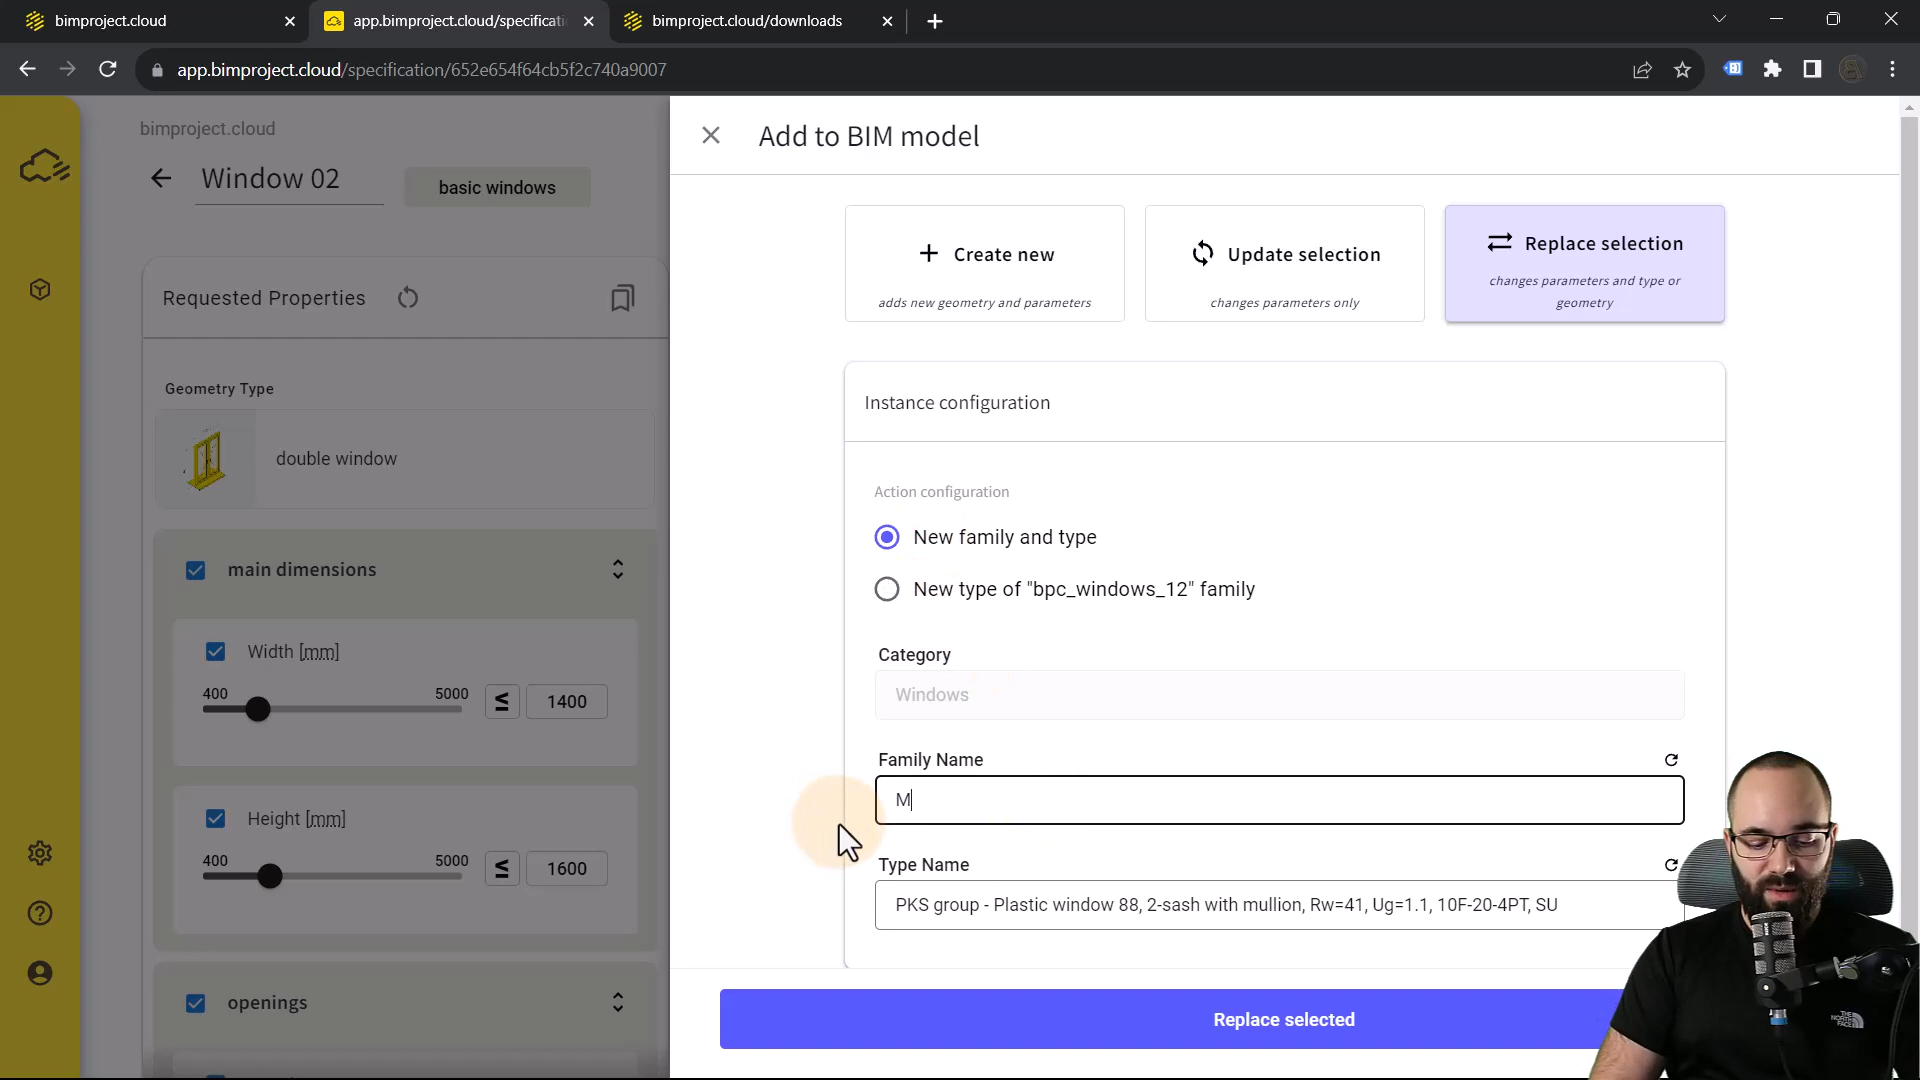 bimproject.cloud
app.bimproject.cloud/specificati
bimproject.cloud/downloads
app.bimproject.cloud/specification/652e654f64cb5f2c740a9007
bimproject.cloud
Window 02
basic windows
Requested Properties
Geometry Type
double window
main dimensions
Width [mm]
400
5000
≤
1400
Height [mm]
400
5000
≤
1600
openings
Add to BIM model
Create new
adds new geometry and parameters
Update selection
changes parameters only
Replace selection
changes parameters and type or
geometry
Instance configuration
Action configuration
New family and type
New type of "bpc_windows_12" family
Category
Windows
Family Name
M
Type Name
PKS group - Plastic window 88, 2-sash with mullion, Rw=41, Ug=1.1, 10F-20-4PT, SU
Replace selected
THE
NORTH
FACE